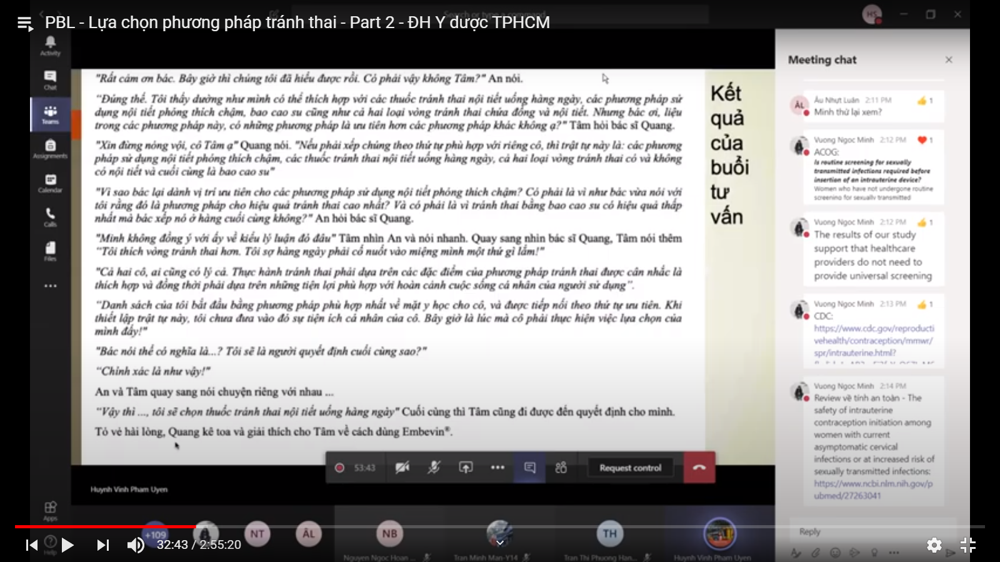 Search or type a command
PBL - Lựa chọn phương pháp tránh thai - Part 2 - ĐH Y dược TPHCM
HS
Activity
Chat
Teams
Assignments
Calendar
Calls
Files
Apps
Help
"Rất cảm ơn bác. Bây giờ thì chúng tôi đã hiểu được rồi. Có phải vậy không Tâm?" An nói.
"Đúng thế. Tôi thấy dường như mình có thể thích hợp với các thuốc tránh thai nội tiết uống hàng ngày, các phương pháp sử
dụng nội tiết phóng thích chậm, bao cao su cũng như cả hai loại vòng tránh thai chứa đồng và nội tiết. Nhưng bác ơi, liệu
trong các phương pháp này, có những phương pháp là ưu tiên hơn các phương pháp khác không ạ?" Tâm hỏi bác sĩ Quang.
"Xin đừng nóng vội, cô Tâm ạ" Quang nói. "Nếu phải xếp chúng theo thứ tự phù hợp với riêng cô, thì trật tự này là: các phương
pháp sử dụng nội tiết phóng thích chậm, các thuốc tránh thai nội tiết uống hàng ngày, cả hai loại vòng tránh thai có và không
có nội tiết và cuối cùng là bao cao su"
"Vì sao bác lại dành vị trí ưu tiên cho các phương pháp sử dụng nội tiết phóng thích chậm? Có phải là vì như bác vừa nói với
tôi rằng đó là phương pháp cho hiệu quả tránh thai cao nhất? Và có phải là vì tránh thai bằng bao cao su có hiệu quả thấp
nhất mà bác xếp nó ở hàng cuối cùng không?" An hỏi bác sĩ Quang.
"Mình không đồng ý với ấy về kiểu lý luận đó đâu" Tâm nhìn An và nói nhanh. Quay sang nhìn bác sĩ Quang, Tâm nói thêm
"Tôi thích vòng tránh thai hơn. Tôi sợ hàng ngày phải cố nuốt vào miệng mình một thứ gì lắm!"
"Cả hai cô, ai cũng có lý cả. Thực hành tránh thai phải dựa trên các đặc điểm của phương pháp tránh thai được cân nhắc là
thích hợp và đồng thời phải dựa trên những tiện lợi phù hợp với hoàn cảnh cuộc sống cá nhân của người sử dụng".
"Danh sách của tôi bắt đầu bằng phương pháp phù hợp nhất về mặt y học cho cô, và được tiếp nối theo thứ tự ưu tiên. Khi
thiết lập trật tự này, tôi chưa đưa vào đó sự tiện ích cá nhân của cô. Bây giờ là lúc mà cô phải thực hiện việc lựa chọn của
mình đấy!"
"Bác nói thế có nghĩa là...? Tôi sẽ là người quyết định cuối cùng sao?"
"Chính xác là như vậy!"
An và Tâm quay sang nói chuyện riêng với nhau ...
"Vậy thì ..., tôi sẽ chọn thuốc tránh thai nội tiết uống hàng ngày" Cuối cùng thì Tâm cũng đi được đến quyết định cho mình.
Tỏ vẻ hài lòng, Quang kê toa và giải thích cho Tâm về cách dùng Embevin®.
Kết
quả
của
buổi
tư
vấn
Meeting chat
ÂL
Âu Nhựt Luân 2:11 PM 1
Mình thử lại xem?
Vuong Ngoc Minh 2:12 PM 1
ACOG:
Is routine screening for sexually
transmitted infections required before
insertion of an intrauterine device?
Women who have not undergone routine
screening for sexually transmitted
Vuong Ngoc Minh 2:12 PM 1
The results of our study
support that healthcare
providers do not need to
provide universal screening
Vuong Ngoc Minh 2:13 PM 1
CDC:
https://www.cdc.gov/reproducti
vehealth/contraception/mmwr/
spr/intrauterine.html?
Vuong Ngoc Minh 2:14 PM
Review về tính an toàn - The
safety of intrauterine
contraception initiation among
women with current
asymptomatic cervical
infections or at increased risk of
sexually transmitted infections:
https://www.ncbi.nlm.nih.gov/p
ubmed/27263041
Reply
53:43
Request control
Huynh Vinh Pham Uyen
+109
NT
ÂL
NB
TH
Nguyen Ngoc Hoan ...
Tran Minh Man-Y14
Tran Thi Phuong Han...
Huynh Vinh Pham Uyen
32:43 / 2:55:20